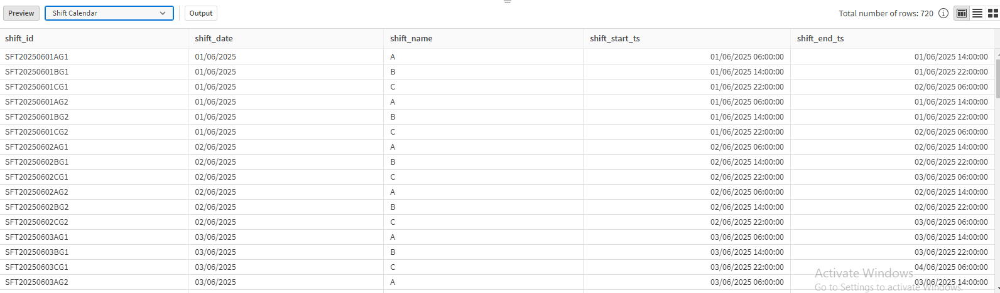 Preview Shift Calendar Output Total number of rows: 720
shift_id shift_date shift_name shift_start_ts shift_end_ts
SFT20250601AG1 01/06/2025 A 01/06/2025 06:00:00 01/06/2025 14:00:00
SFT20250601BG1 01/06/2025 B 01/06/2025 14:00:00 01/06/2025 22:00:00
SFT20250601CG1 01/06/2025 C 01/06/2025 22:00:00 02/06/2025 06:00:00
SFT20250601AG2 01/06/2025 A 01/06/2025 06:00:00 01/06/2025 14:00:00
SFT20250601BG2 01/06/2025 B 01/06/2025 14:00:00 01/06/2025 22:00:00
SFT20250601CG2 01/06/2025 C 01/06/2025 22:00:00 02/06/2025 06:00:00
SFT20250602AG1 02/06/2025 A 02/06/2025 06:00:00 02/06/2025 14:00:00
SFT20250602BG1 02/06/2025 B 02/06/2025 14:00:00 02/06/2025 22:00:00
SFT20250602CG1 02/06/2025 C 02/06/2025 22:00:00 03/06/2025 06:00:00
SFT20250602AG2 02/06/2025 A 02/06/2025 06:00:00 02/06/2025 14:00:00
SFT20250602BG2 02/06/2025 B 02/06/2025 14:00:00 02/06/2025 22:00:00
SFT20250602CG2 02/06/2025 C 02/06/2025 22:00:00 03/06/2025 06:00:00
SFT20250603AG1 03/06/2025 A 03/06/2025 06:00:00 03/06/2025 14:00:00
SFT20250603BG1 03/06/2025 B 03/06/2025 14:00:00 03/06/2025 22:00:00
SFT20250603CG1 03/06/2025 C 03/06/2025 22:00:00 04/06/2025 06:00:00
SFT20250603AG2 03/06/2025 A 03/06/2025 06:00:00 03/06/2025 14:00:00
Activate Windows
Go to Settings to activate Windows.